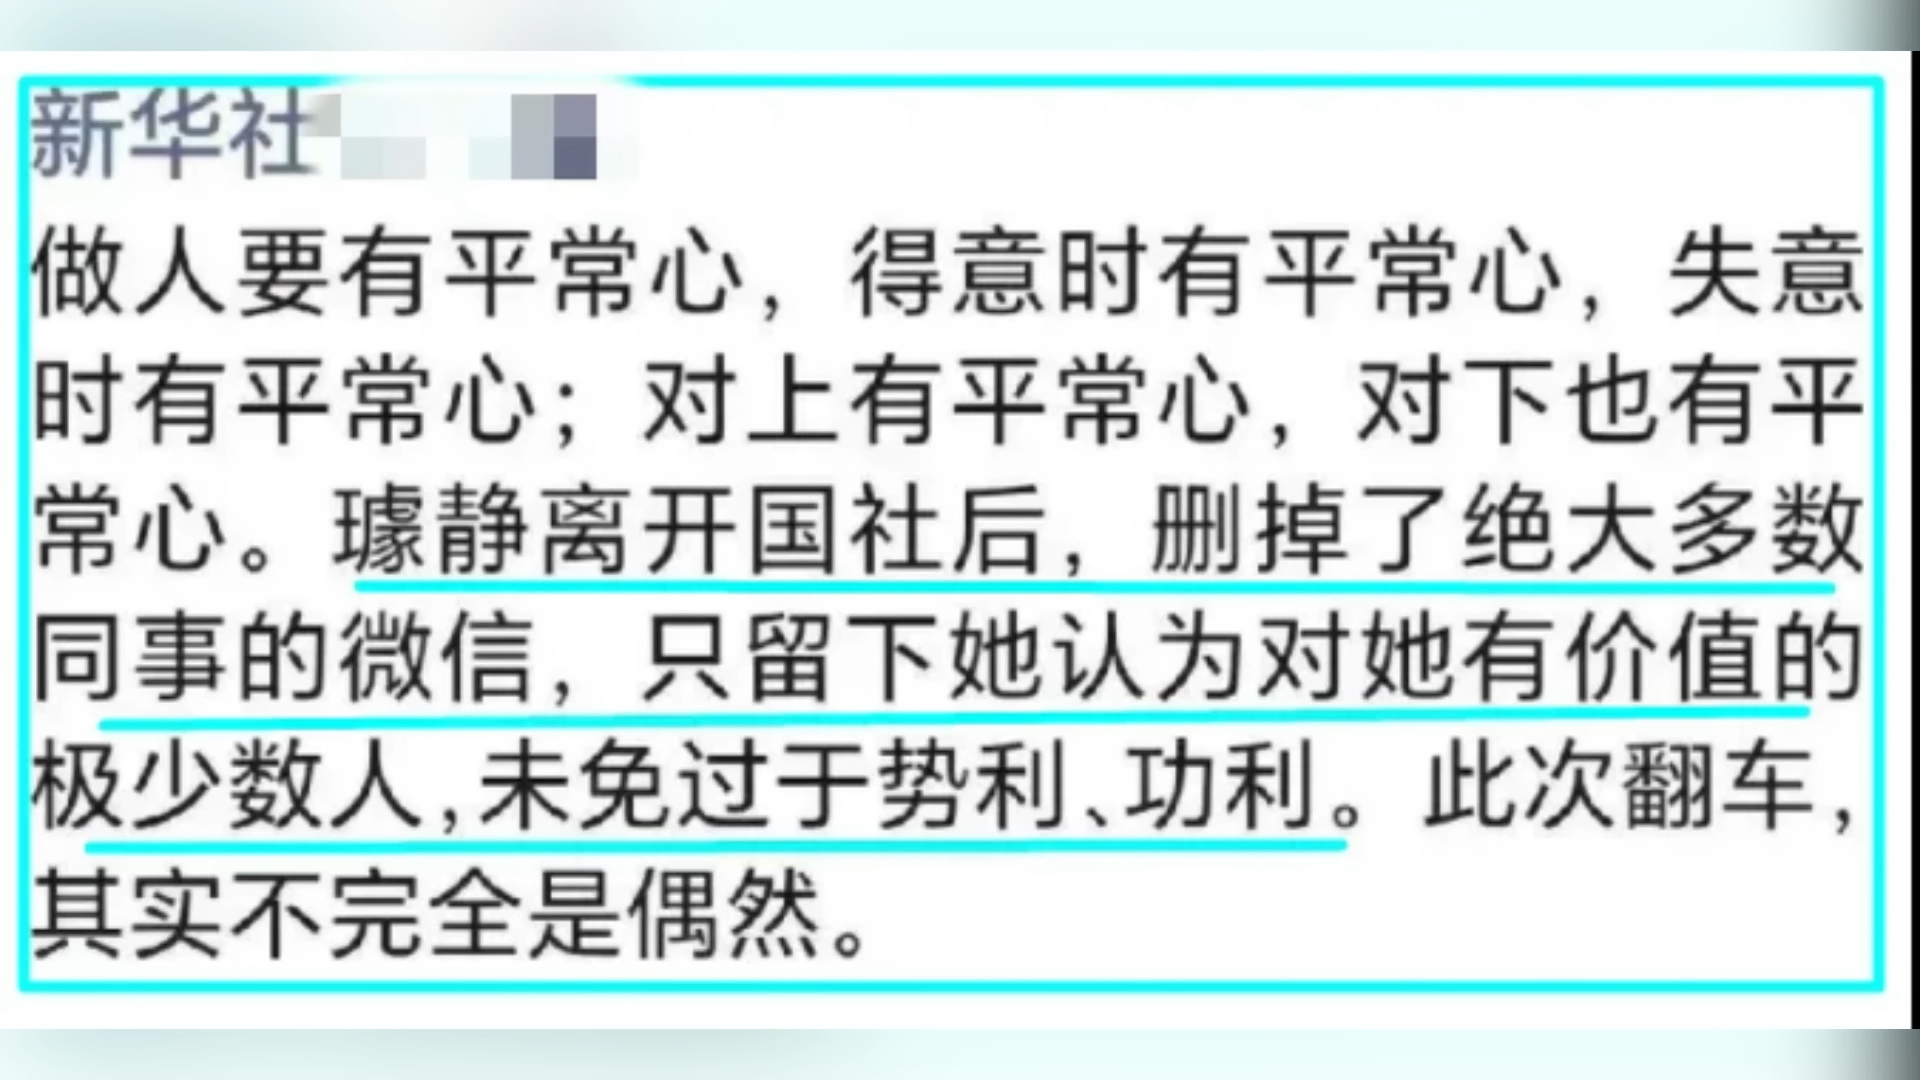 新华社
做人要有平常心，得意时有平常心，失意
时有平常心；对上有平常心，对下也有平
常心。璩静离开国社后，删掉了绝大多数
同事的微信，只留下她认为对她有价值的
极少数人，未免过于势利、功利。此次翻车，
其实不完全是偶然。